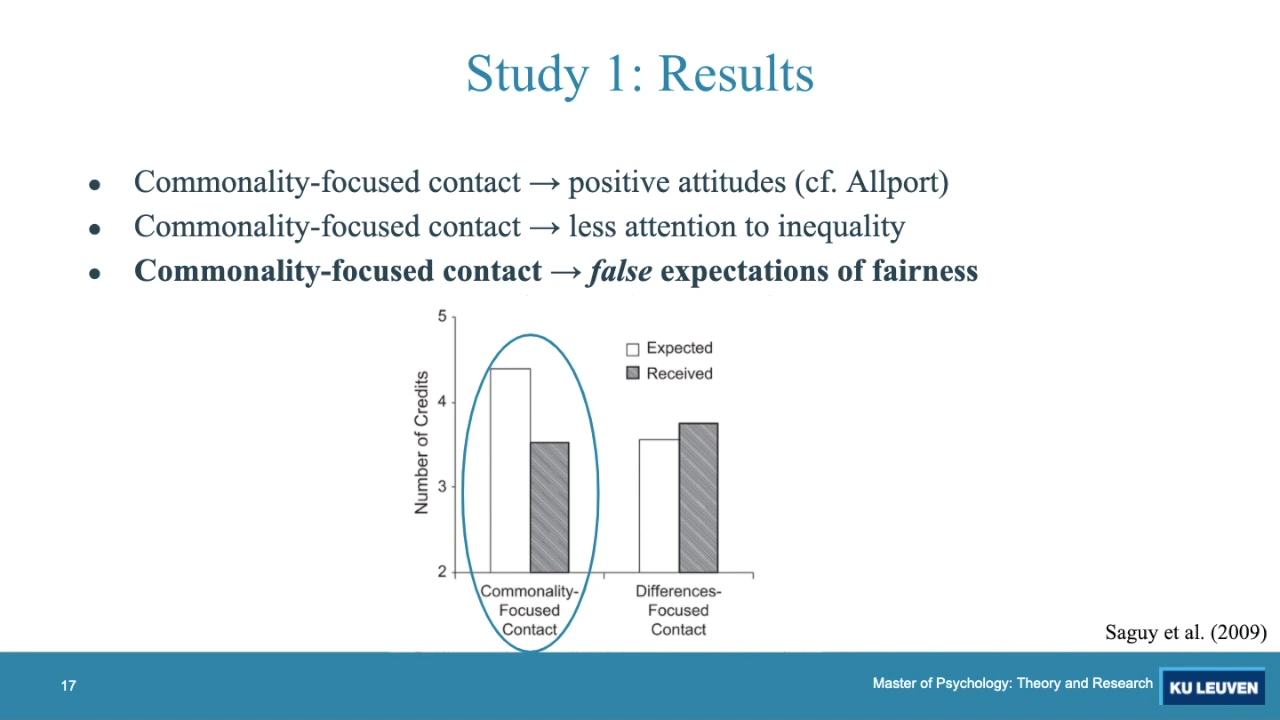 Study 1: Results
● Commonality-focused contact → positive attitudes (cf. Allport)
● Commonality-focused contact → less attention to inequality
● Commonality-focused contact → false expectations of fairness
5
4
3
2
Number of Credits
Expected
Received
Commonality-
Focused
Contact
Differences-
Focused
Contact
Saguy et al. (2009)
17
Master of Psychology: Theory and Research
KU LEUVEN